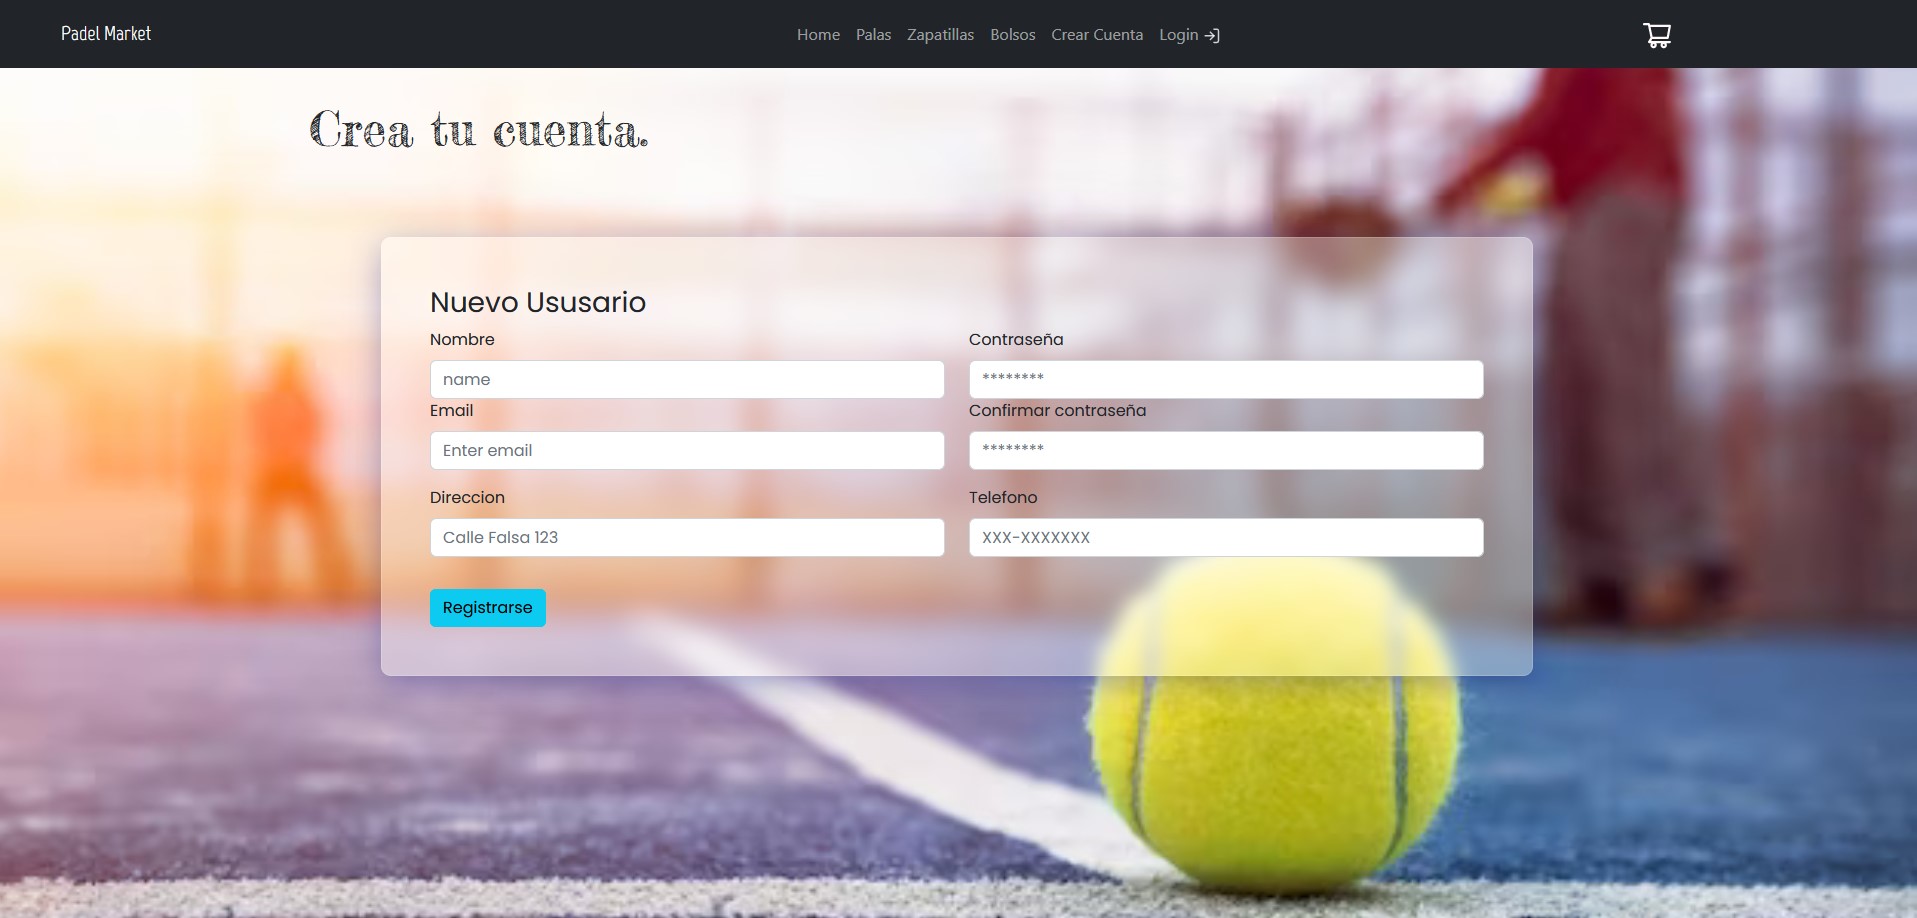 Padel Market
Home Palas Zapatillas Bolsos Crear Cuenta Login
Crea tu cuenta.
Nuevo Ususario
Nombre Contraseña
name ********
Email Confirmar contraseña
Enter email ********
Direccion Telefono
Calle Falsa 123 XXX-XXXXXXX
Registrarse